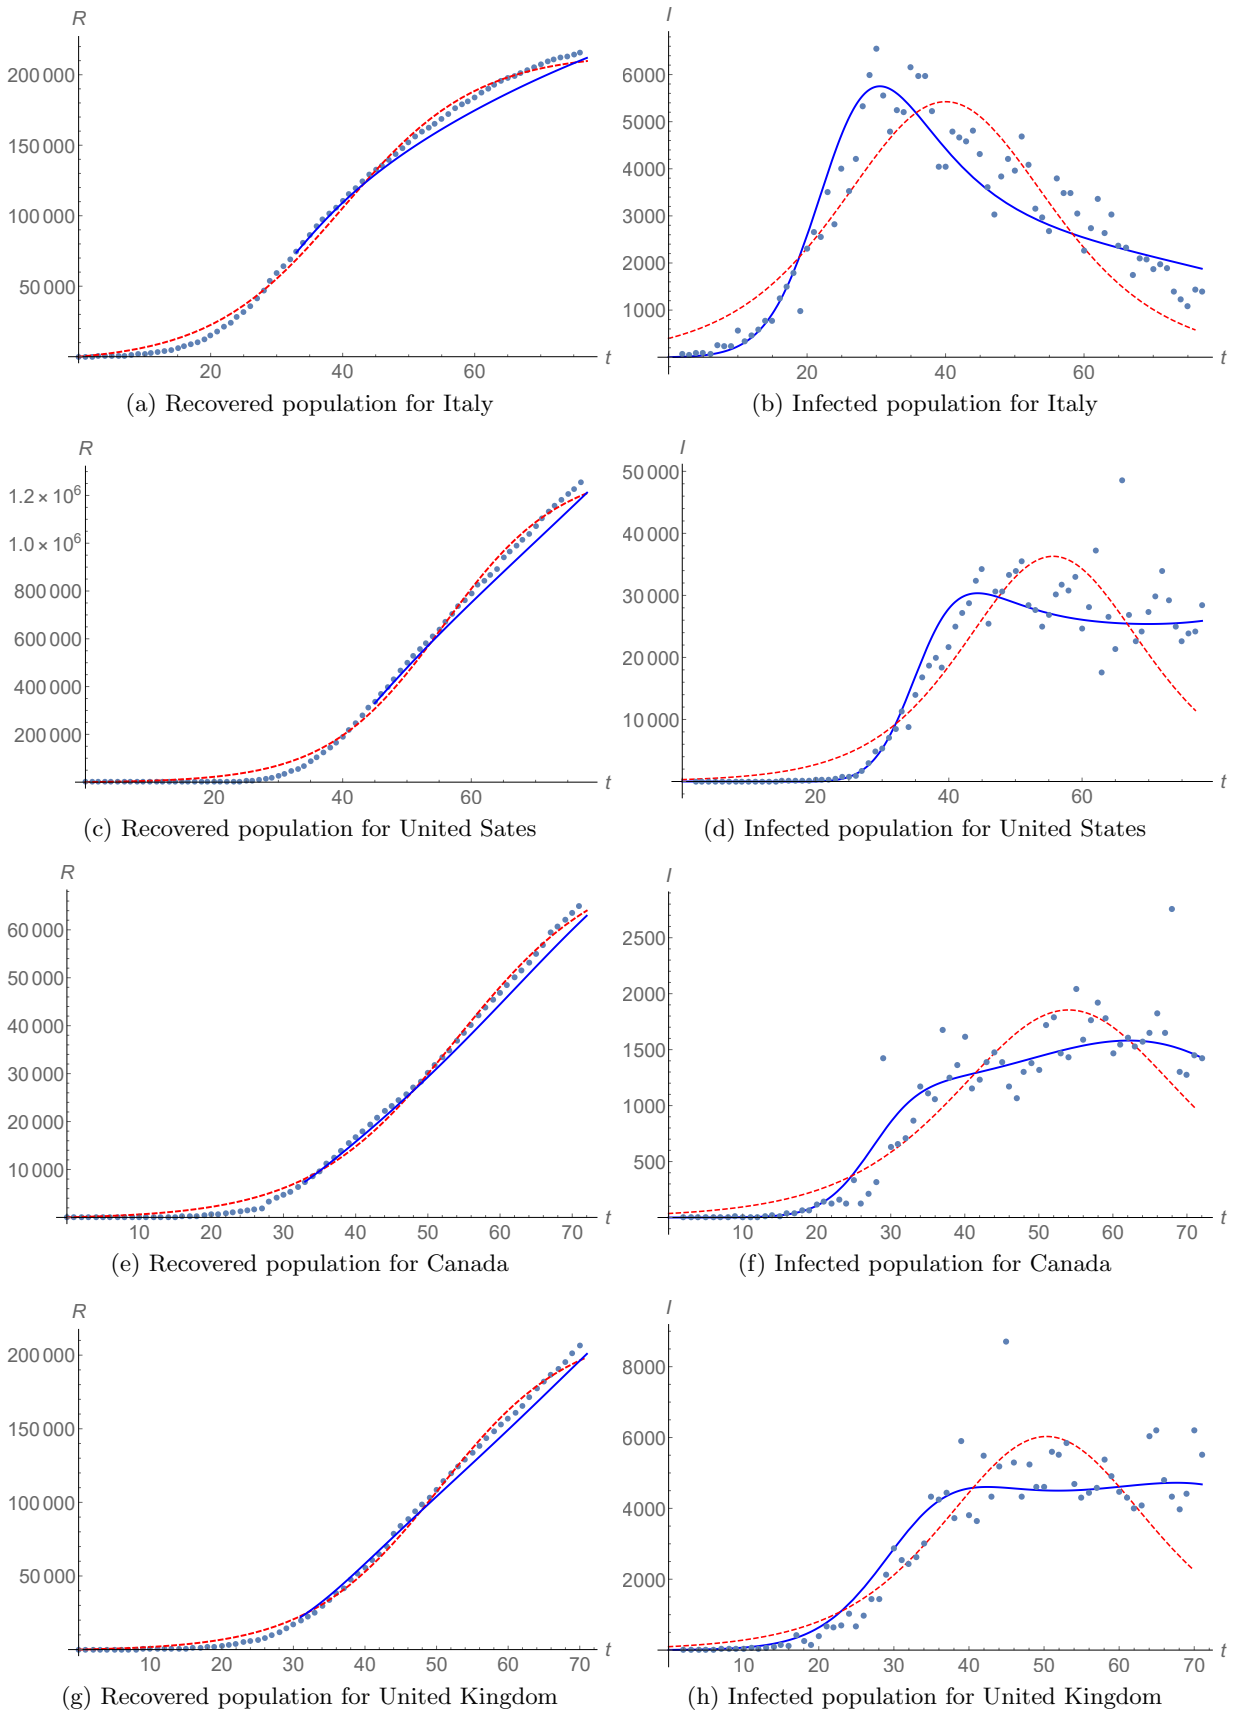 R
200 000
150 000
100 000
50 000
20 40 60 t
(a) Recovered population for Italy
I
6000
5000
4000
3000
2000
1000
20 40 60 t
(b) Infected population for Italy
R
1.2 × 10^6
1.0 × 10^6
800 000
600 000
400 000
200 000
20 40 60 t
(c) Recovered population for United Sates
I
50 000
40 000
30 000
20 000
10 000
20 40 60 t
(d) Infected population for United States
R
60 000
50 000
40 000
30 000
20 000
10 000
10 20 30 40 50 60 70 t
(e) Recovered population for Canada
I
2500
2000
1500
1000
500
10 20 30 40 50 60 70 t
(f) Infected population for Canada
R
200 000
150 000
100 000
50 000
10 20 30 40 50 60 70 t
(g) Recovered population for United Kingdom
I
8000
6000
4000
2000
10 20 30 40 50 60 70 t
(h) Infected population for United Kingdom